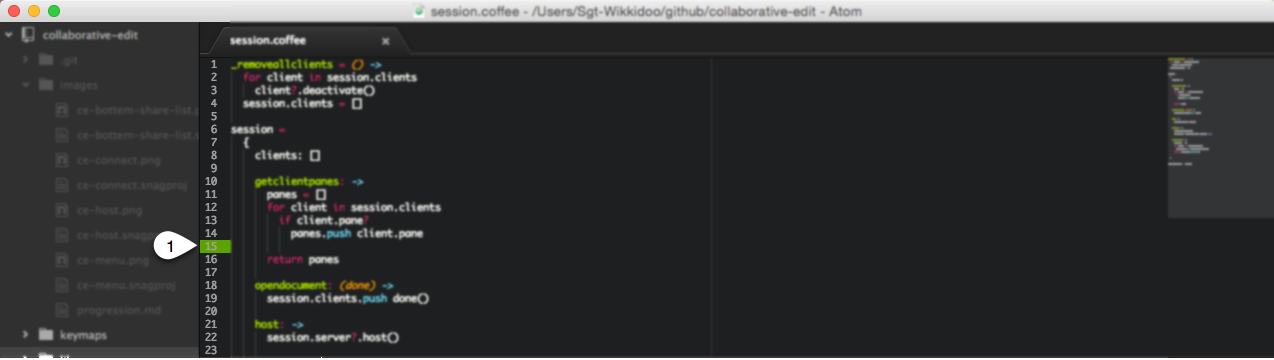 session.coffee - /Users/Sgt-Wikkidoo/github/collaborative-edit - Atom
collaborative-edit
.git
images
ce-bottem-share-list.
ce-bottem-share-list.
ce-connect.png
ce-connect.snagproj
ce-host.png
ce-host.snagproj
ce-menu.png
ce-menu.snagproj
progression.md
keymaps
session.coffee
1 _removeallclients = () ->
2 for client in session.clients
3 client?.deactivate()
4 session.clients = []
5
6 session =
7 {
8 clients: []
9
10 getclientpanes: ->
11 panes = []
12 for client in session.clients
13 if client.pane?
14 panes.push client.pane
1
15
16 return panes
17
18 opendocument: (done) ->
19 session.clients.push done()
20
21 host: ->
22 session.server?.host()
23